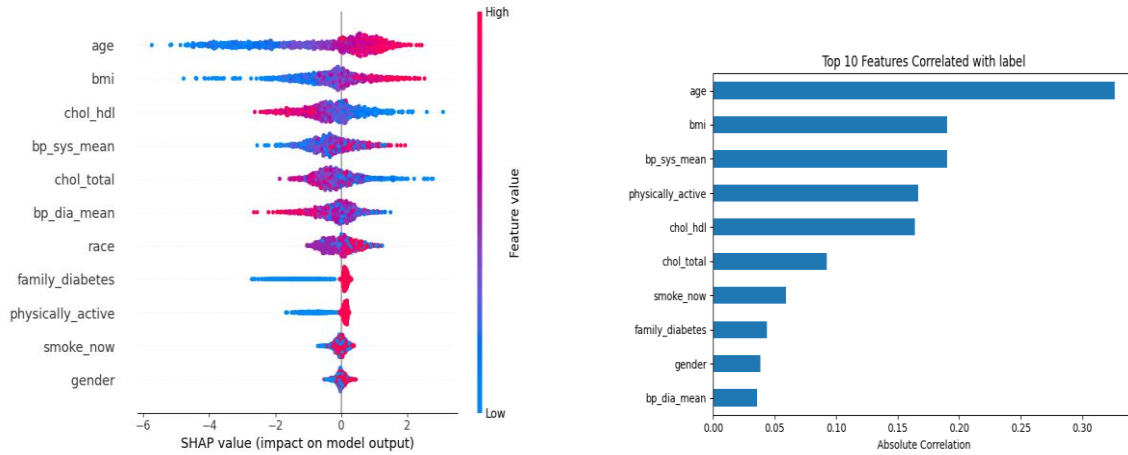 High
age
bmi
chol_hdl
bp_sys_mean
chol_total
bp_dia_mean
race
family_diabetes
physically_active
smoke_now
gender
Feature value
Low
−6 −4 −2 0 2
SHAP value (impact on model output)
Top 10 Features Correlated with label
age
bmi
bp_sys_mean
physically_active
chol_hdl
chol_total
smoke_now
family_diabetes
gender
bp_dia_mean
0.00 0.05 0.10 0.15 0.20 0.25 0.30
Absolute Correlation